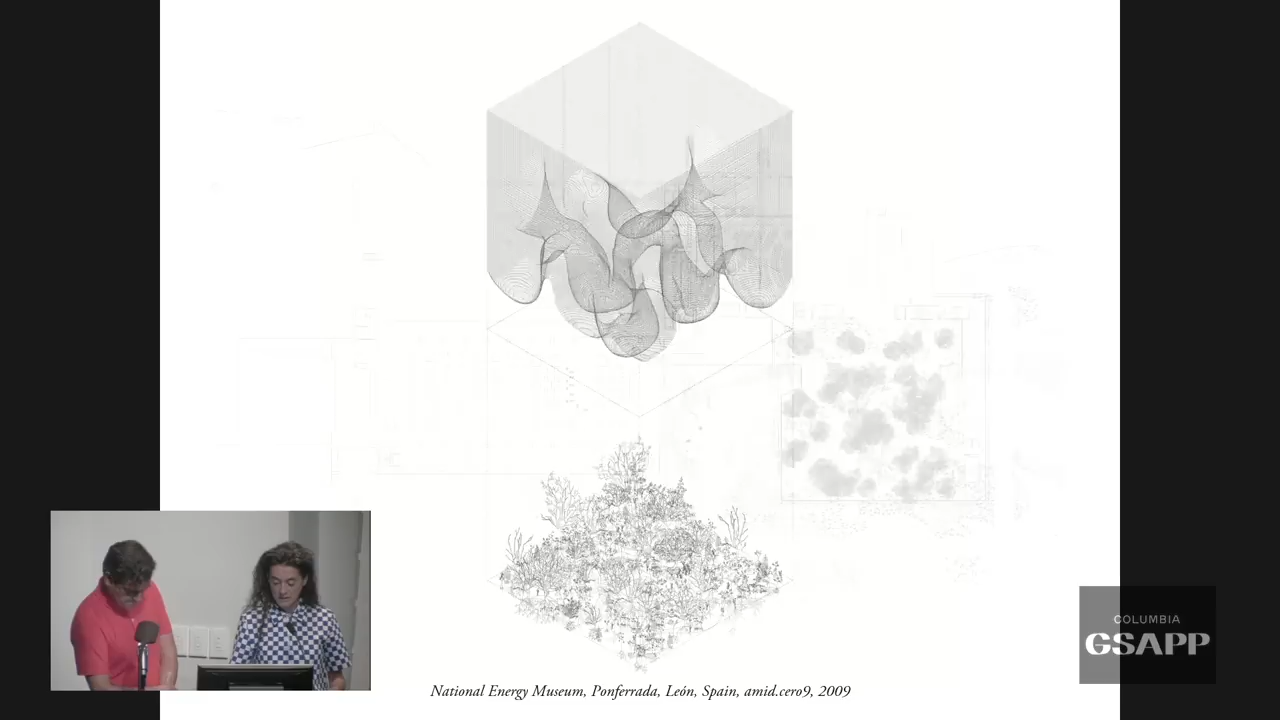 COLUMBIA
GSAPP
National Energy Museum, Ponferrada, León, Spain, amid.cero9, 2009